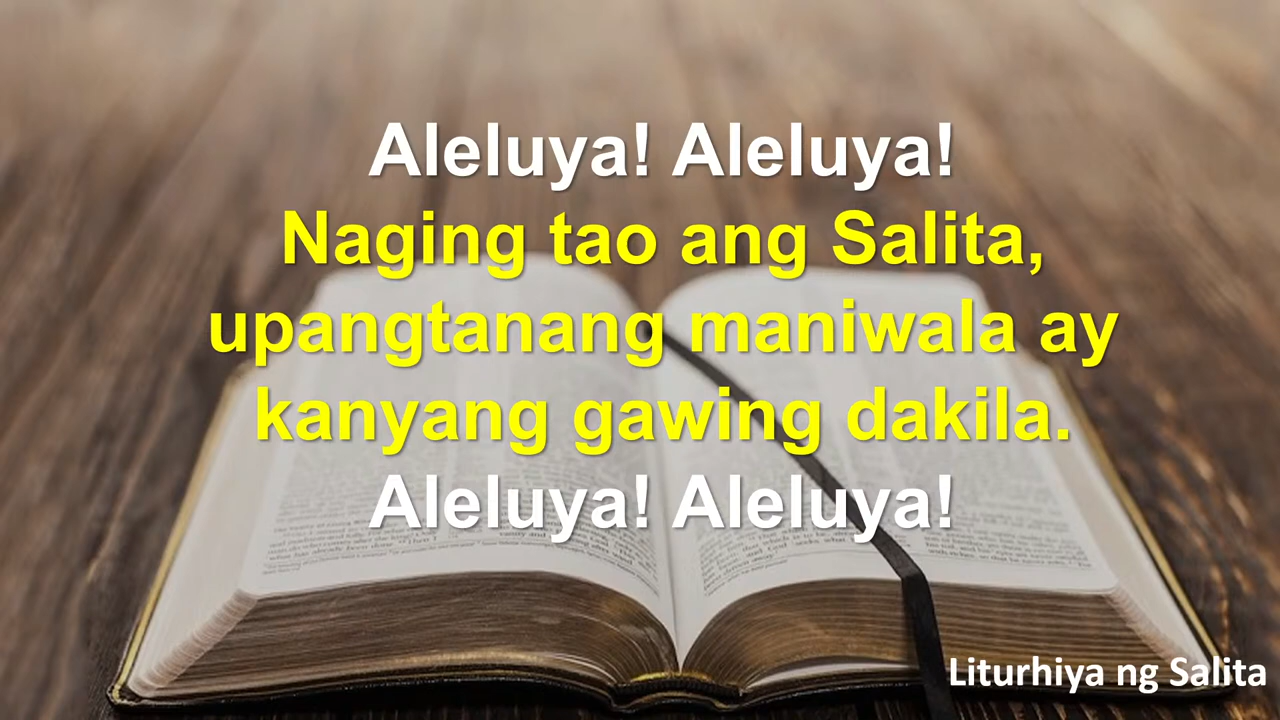 Aleluya! Aleluya!
Naging tao ang Salita,
upangtanang maniwala ay
kanyang gawing dakila.
Aleluya! Aleluya!
Liturhiya ng Salita